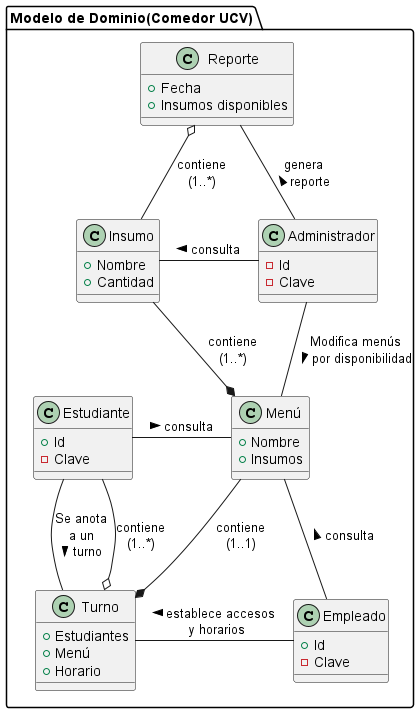 Modelo de Dominio(Comedor UCV)
C Reporte
Fecha
Insumos disponibles
contiene
(1..*)
genera
reporte
C Insumo
Nombre
Cantidad
consulta
C Administrador
Id
Clave
contiene
(1..*)
Modifica menús
por disponibilidad
C Estudiante
Id
Clave
consulta
C Menú
Nombre
Insumos
Se anota
a un
turno
contiene
(1..*)
contiene
(1..1)
consulta
C Turno
Estudiantes
Menú
Horario
establece accesos
y horarios
C Empleado
Id
Clave